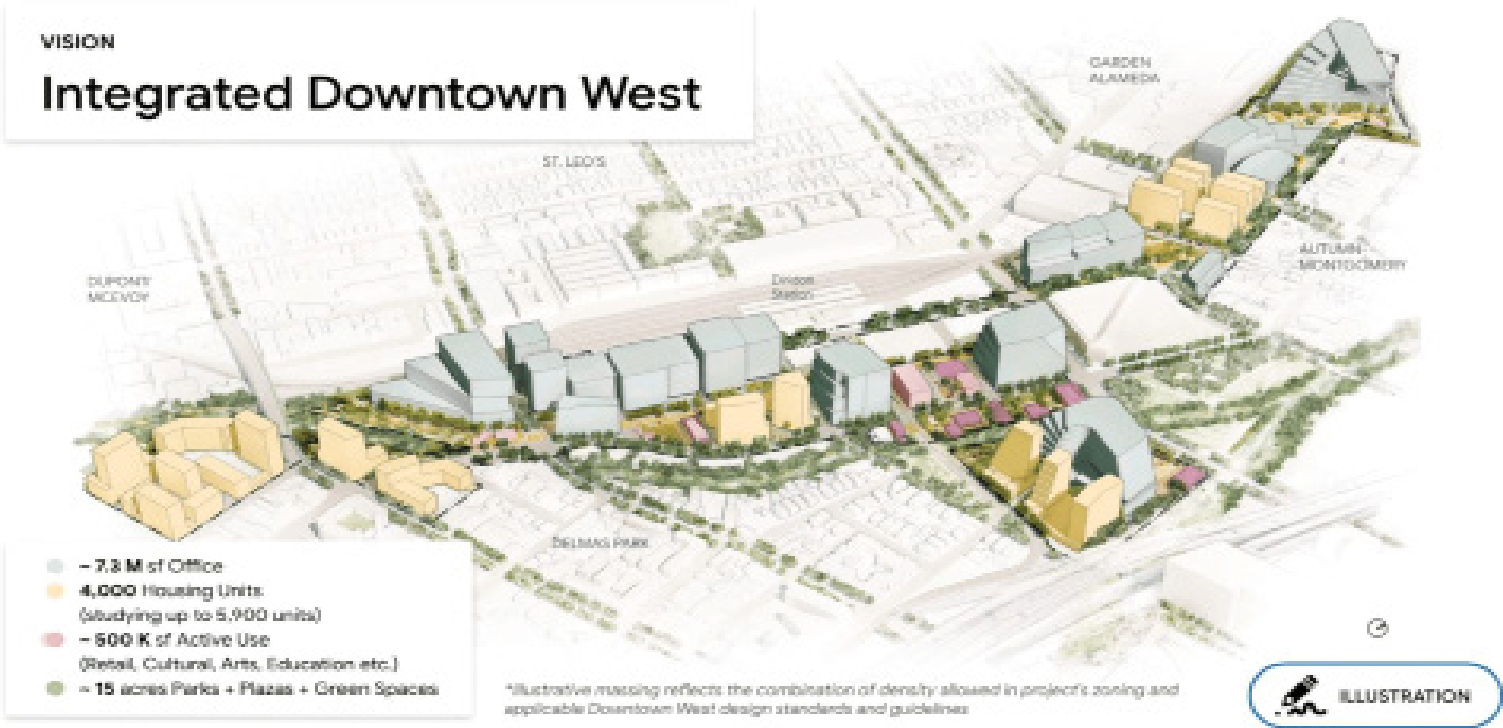 VISION
Integrated Downtown West
GARDEN
ALAMEDA
ST. LEO'S
DUPONT/
MCEVOY
Diridon
Station
AUTUMN-
MONTGOMERY
DELMAS PARK
~ 7.3 M sf Office
4,000 Housing Units
(studying up to 5,900 units)
~ 500 K sf Active Use
(Retail, Cultural, Arts, Education etc.)
~ 15 acres Parks + Plazas + Green Spaces
*Illustrative massing reflects the combination of density allowed in project's zoning and
applicable Downtown West design standards and guidelines
ILLUSTRATION